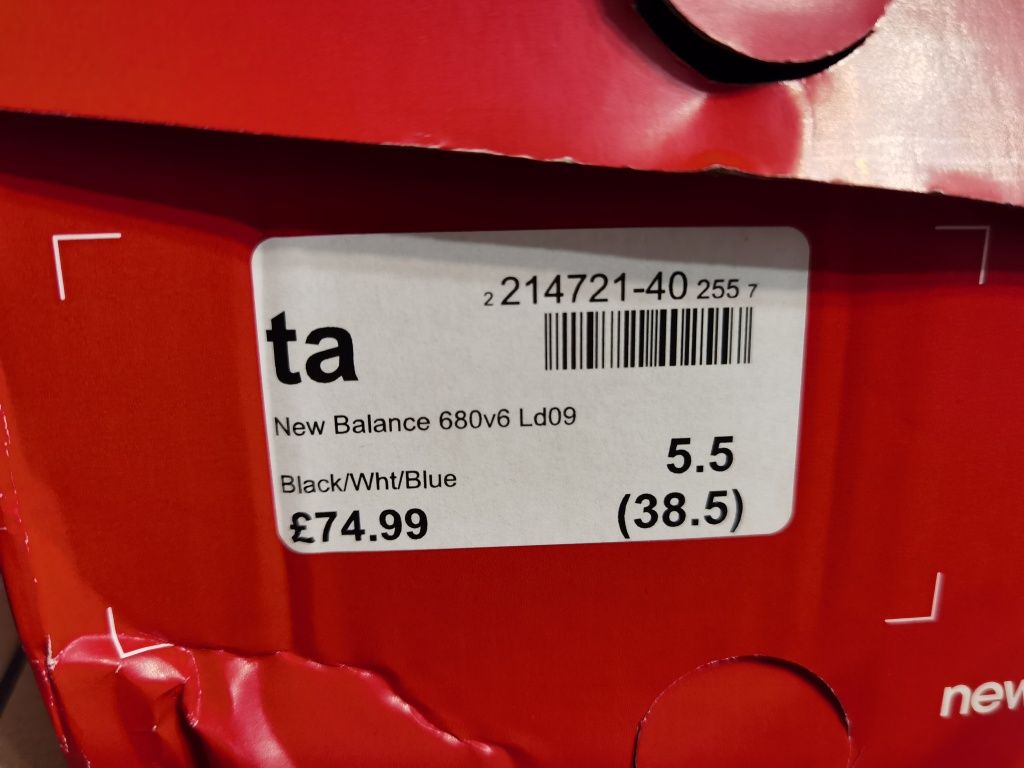 2 214721-40 255 7
ta
New Balance 680v6 Ld09
5.5
Black/Wht/Blue
(38.5)
£74.99
new